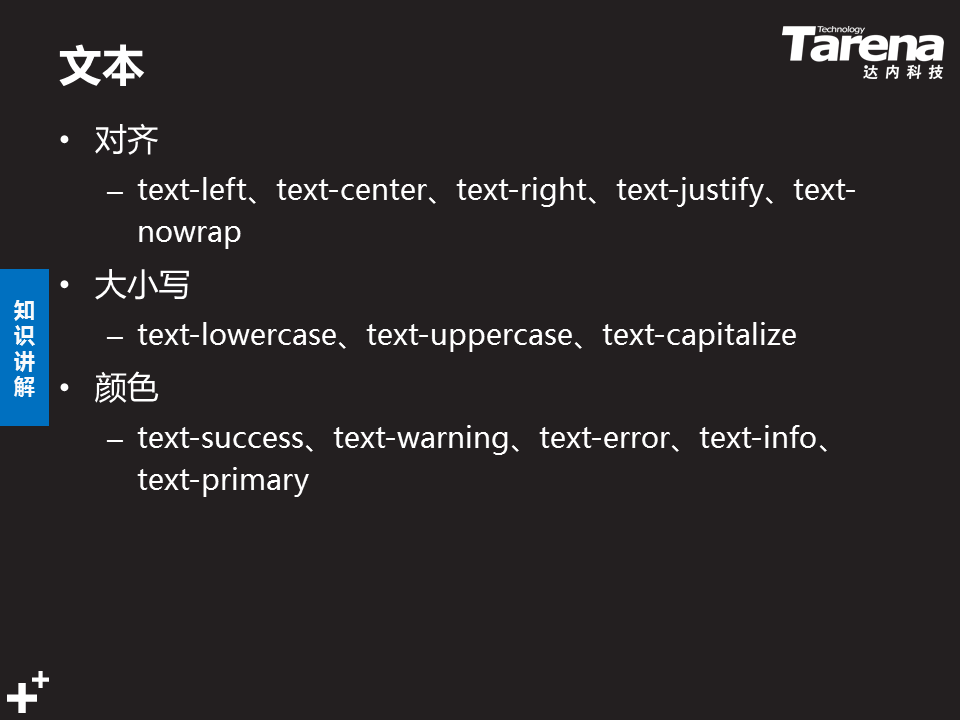 文本
Technology
Tarena
达内科技
• 对齐
– text-left、text-center、text-right、text-justify、text-
nowrap
• 大小写
– text-lowercase、text-uppercase、text-capitalize
• 颜色
– text-success、text-warning、text-error、text-info、
text-primary
知
识
讲
解